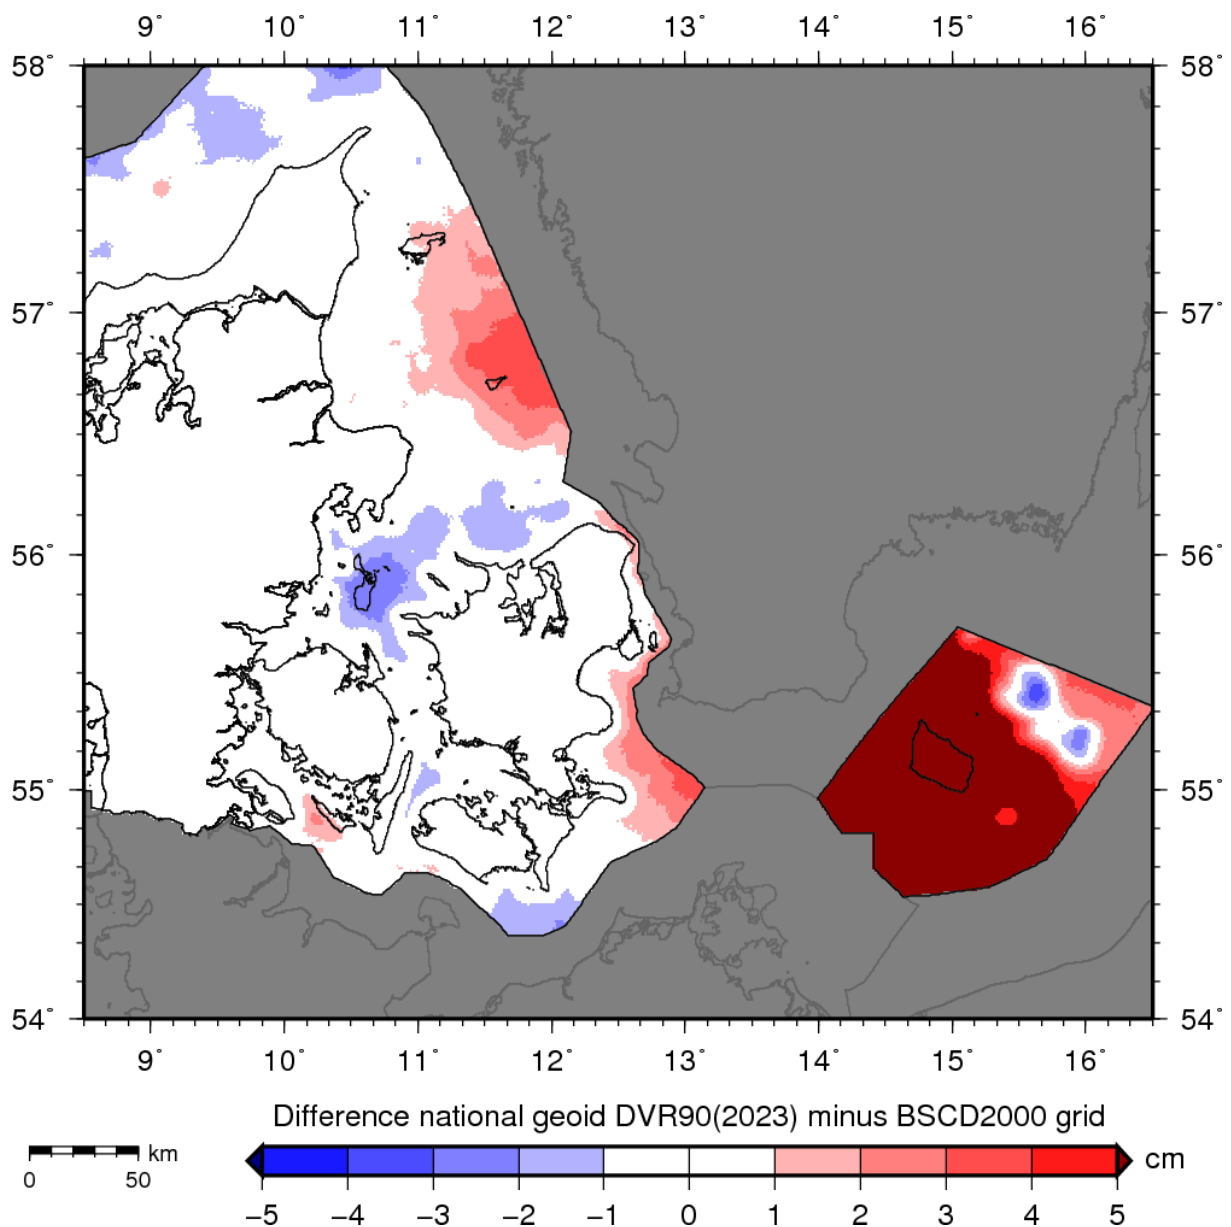 9° 10° 11° 12° 13° 14° 15° 16°
58° 58°
57° 57°
56° 56°
55° 55°
54° 54°
9° 10° 11° 12° 13° 14° 15° 16°
Difference national geoid DVR90(2023) minus BSCD2000 grid
km
0 50
cm
−5 −4 −3 −2 −1 0 1 2 3 4 5